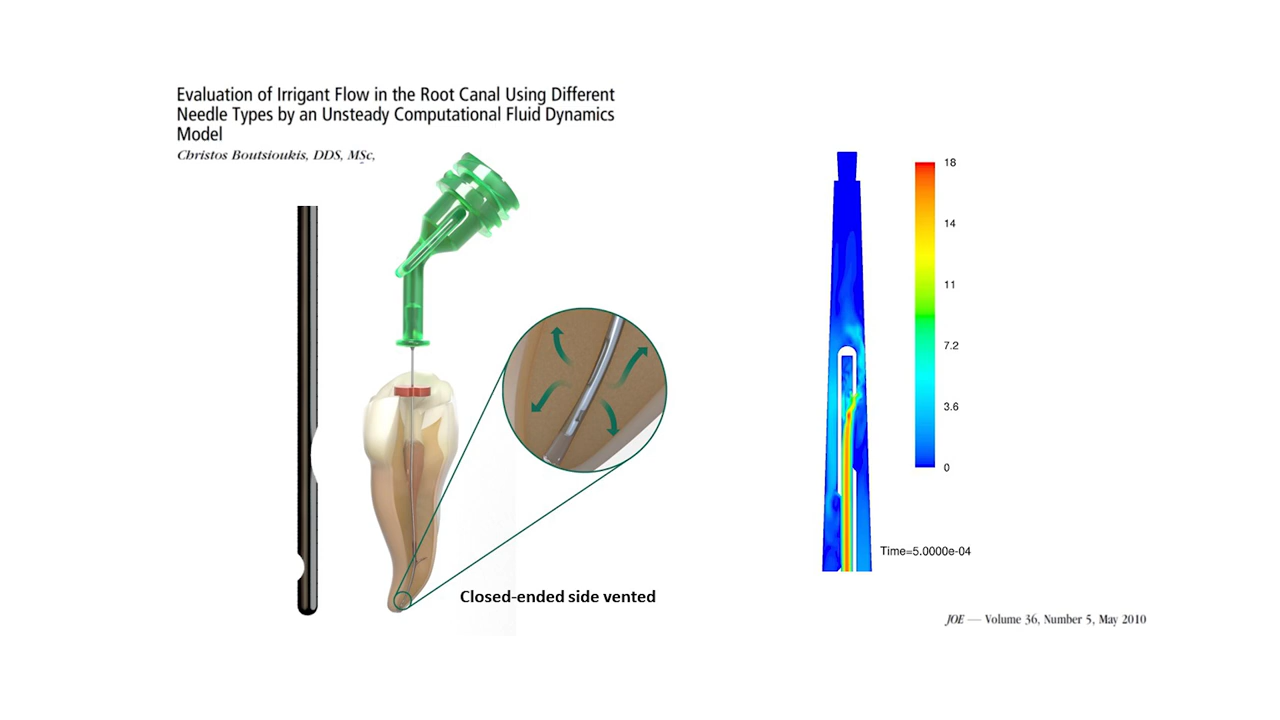 Evaluation of Irrigant Flow in the Root Canal Using Different
Needle Types by an Unsteady Computational Fluid Dynamics
Model
Christos Boutsioukis, DDS, MSc,
18
14
11
7.2
3.6
0
Time=5.0000e-04
Closed-ended side vented
JOE — Volume 36, Number 5, May 2010